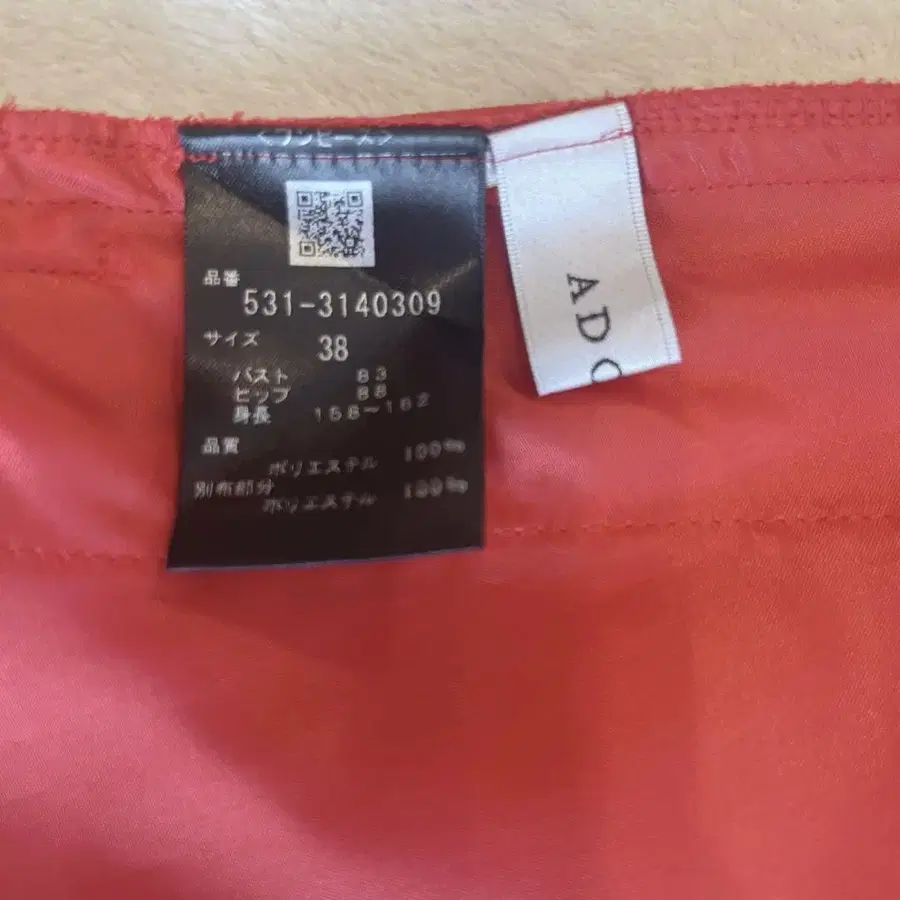 <ワンピース>
品番
531-3140309
サイズ 38
バスト 83
ヒップ 88
身長 158~162
品質
ポリエステル 100%
別布部分
ポリエステル 100%
ADO